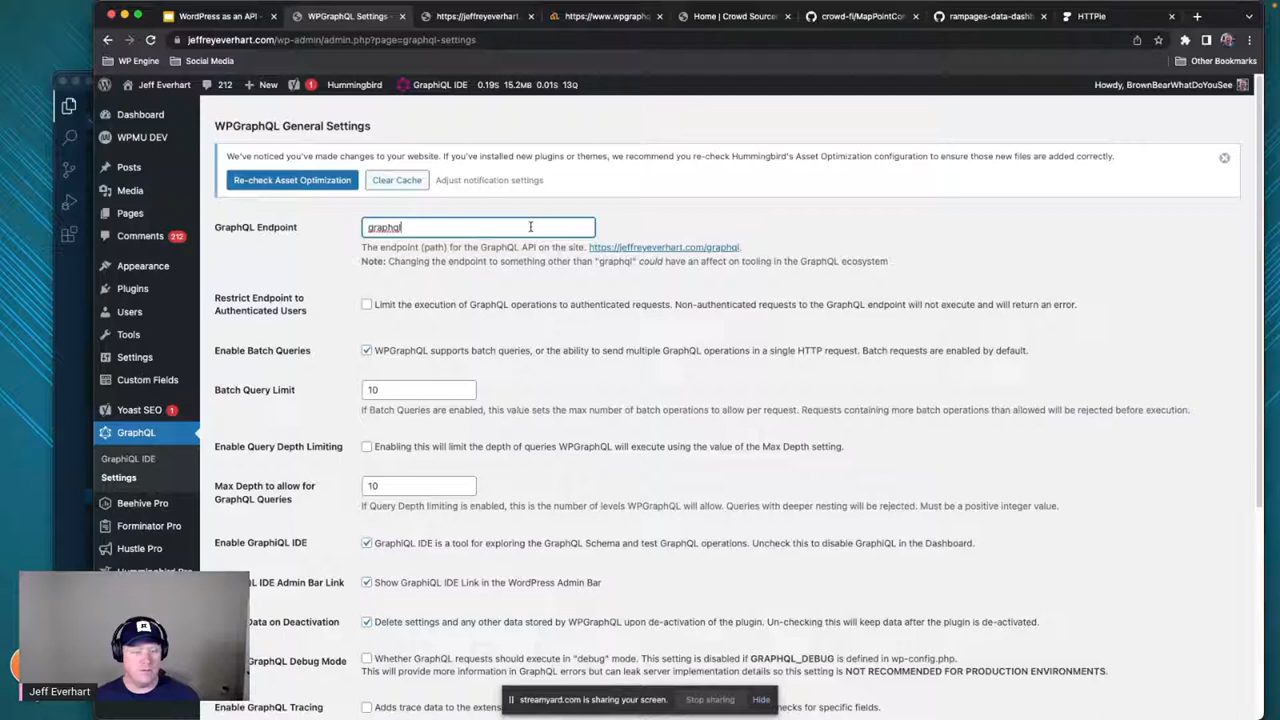 WordPress as an API
WPGraphQL Settings
https://jeffreyeverhart.com/
https://www.wpgraph
Home | Crowd Sourced
crowd-fi/MapPointCo
rampages-data-dashb
HTTPie
jeffreyeverhart.com/wp-admin/admin.php?page=graphql-settings
WP Engine
Social Media
Other Bookmarks
Jeff Everhart
212
New
1
Hummingbird
GraphiQL IDE
0.19s 15.2MB 0.01s 13Q
Howdy, BrownBearWhatDoYouSee
Dashboard
WPMU DEV
Posts
Media
Pages
Comments 212
Appearance
Plugins
Users
Tools
Settings
Custom Fields
Yoast SEO 1
GraphQL
GraphiQL IDE
Settings
Beehive Pro
Forminator Pro
Hustle Pro
WPGraphQL General Settings
We've noticed you've made changes to your website. If you've installed new plugins or themes, we recommend you re-check Hummingbird's Asset Optimization configuration to ensure those new files are added correctly.
Re-check Asset Optimization
Clear Cache
Adjust notification settings
GraphQL Endpoint
graphql
The endpoint (path) for the GraphQL API on the site. https://jeffreyeverhart.com/graphql.
Note: Changing the endpoint to something other than "graphql" could have an affect on tooling in the GraphQL ecosystem
Restrict Endpoint to
Authenticated Users
Limit the execution of GraphQL operations to authenticated requests. Non-authenticated requests to the GraphQL endpoint will not execute and will return an error.
Enable Batch Queries
WPGraphQL supports batch queries, or the ability to send multiple GraphQL operations in a single HTTP request. Batch requests are enabled by default.
Batch Query Limit
10
If Batch Queries are enabled, this value sets the max number of batch operations to allow per request. Requests containing more batch operations than allowed will be rejected before execution.
Enable Query Depth Limiting
Enabling this will limit the depth of queries WPGraphQL will execute using the value of the Max Depth setting.
Max Depth to allow for
GraphQL Queries
10
If Query Depth limiting is enabled, this is the number of levels WPGraphQL will allow. Queries with deeper nesting will be rejected. Must be a positive integer value.
Enable GraphiQL IDE
GraphiQL IDE is a tool for exploring the GraphQL Schema and test GraphQL operations. Uncheck this to disable GraphiQL in the Dashboard.
IDE Admin Bar Link
Show GraphiQL IDE Link in the WordPress Admin Bar
Data on Deactivation
Delete settings and any other data stored by WPGraphQL upon de-activation of the plugin. Un-checking this will keep data after the plugin is de-activated.
GraphQL Debug Mode
Whether GraphQL requests should execute in "debug" mode. This setting is disabled if GRAPHQL_DEBUG is defined in wp-config.php.
This will provide more information in GraphQL errors but can leak server implementation details so this setting is NOT RECOMMENDED FOR PRODUCTION ENVIRONMENTS.
GraphQL Tracing
Adds trace data to the exten
checks for specific fields.
Jeff Everhart
streamyard.com is sharing your screen.
Stop sharing
Hide